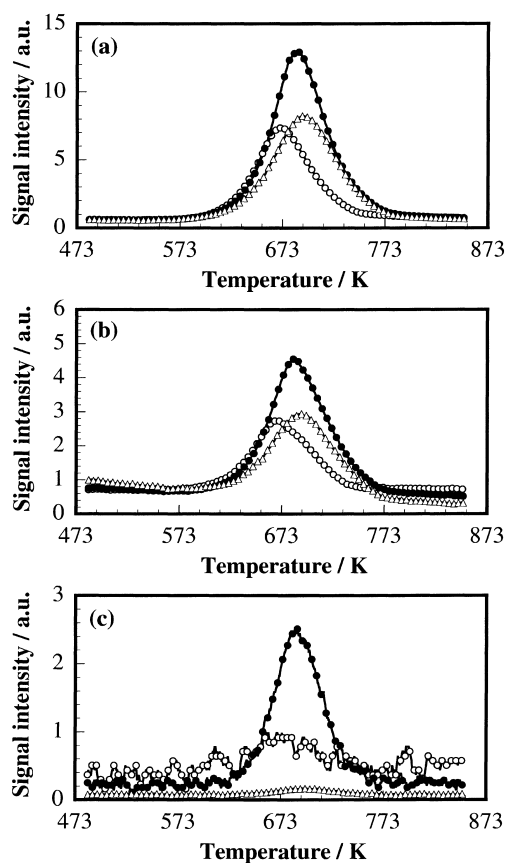 (a)
Signal intensity / a.u.
15
10
5
0
473 573 673 773 873
Temperature / K
(b)
Signal intensity / a.u.
6
5
4
3
2
1
0
473 573 673 773 873
Temperature / K
(c)
Signal intensity / a.u.
3
2
1
0
473 573 673 773 873
Temperature / K